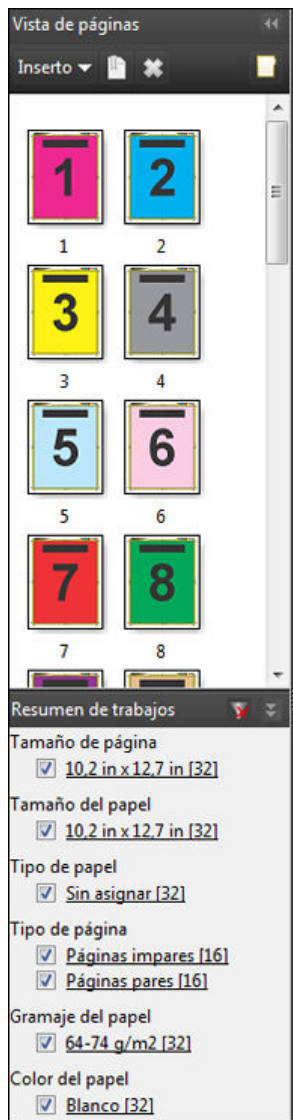 Vista de páginas
Inserto
1 2
1 2
3 4
3 4
5 6
5 6
7 8
7 8
Resumen de trabajos
Tamaño de página
10,2 in x 12,7 in [32]
Tamaño del papel
10,2 in x 12,7 in [32]
Tipo de papel
Sin asignar [32]
Tipo de página
Páginas impares [16]
Páginas pares [16]
Gramaje del papel
64-74 g/m2 [32]
Color del papel
Blanco [32]